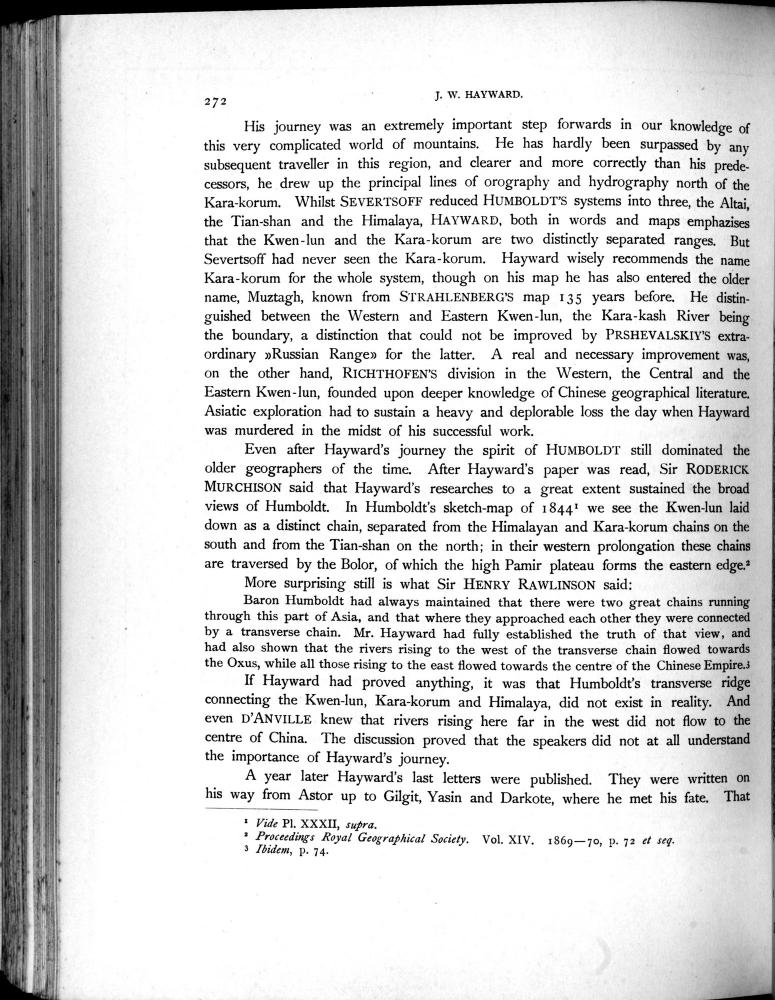 272
J. W. HAYWARD.
His journey was an extremely important step forwards in our knowledge of
this very complicated world of mountains. He has hardly been surpassed by any
subsequent traveller in this region, and clearer and more correctly than his prede-
cessors, he drew up the principal lines of orography and hydrography north of the
Kara-korum. Whilst SEVERTSOFF reduced HUMBOLDT'S systems into three, the Altai,
the Tian-shan and the Himalaya, HAYWARD, both in words and maps emphazises
that the Kwen-lun and the Kara-korum are two distinctly separated ranges. But
Severtsoff had never seen the Kara-korum. Hayward wisely recommends the name
Kara-korum for the whole system, though on his map he has also entered the older
name, Muztagh, known from STRAHLENBERG'S map 135 years before. He distin-
guished between the Western and Eastern Kwen-lun, the Kara-kash River being
the boundary, a distinction that could not be improved by PRSHEVALSKIY'S extra-
ordinary »Russian Range» for the latter. A real and necessary improvement was,
on the other hand, RICHTHOFEN'S division in the Western, the Central and the
Eastern Kwen-lun, founded upon deeper knowledge of Chinese geographical literature.
Asiatic exploration had to sustain a heavy and deplorable loss the day when Hayward
was murdered in the midst of his successful work.
Even after Hayward's journey the spirit of HUMBOLDT still dominated the
older geographers of the time. After Hayward's paper was read, Sir RODERICK
MURCHISON said that Hayward's researches to a great extent sustained the broad
views of Humboldt. In Humboldt's sketch-map of 1844¹ we see the Kwen-lun laid
down as a distinct chain, separated from the Himalayan and Kara-korum chains on the
south and from the Tian-shan on the north; in their western prolongation these chains
are traversed by the Bolor, of which the high Pamir plateau forms the eastern edge.²
More surprising still is what Sir HENRY RAWLINSON said:
Baron Humboldt had always maintained that there were two great chains running
through this part of Asia, and that where they approached each other they were connected
by a transverse chain. Mr. Hayward had fully established the truth of that view, and
had also shown that the rivers rising to the west of the transverse chain flowed towards
the Oxus, while all those rising to the east flowed towards the centre of the Chinese Empire.³
If Hayward had proved anything, it was that Humboldt's transverse ridge
connecting the Kwen-lun, Kara-korum and Himalaya, did not exist in reality. And
even D'ANVILLE knew that rivers rising here far in the west did not flow to the
centre of China. The discussion proved that the speakers did not at all understand
the importance of Hayward's journey.
A year later Hayward's last letters were published. They were written on
his way from Astor up to Gilgit, Yasin and Darkote, where he met his fate. That
¹ Vide Pl. XXXII, supra.
² Proceedings Royal Geographical Society. Vol. XIV. 1869—70, p. 72 et seq.
³ Ibidem, p. 74.